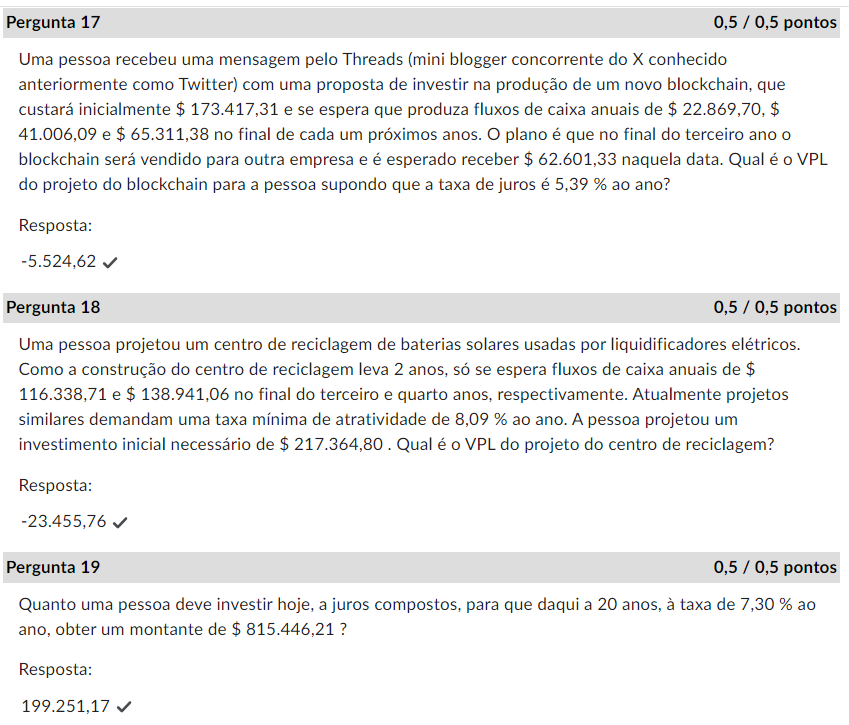 Pergunta 17 0,5 / 0,5 pontos
Uma pessoa recebeu uma mensagem pelo Threads (mini blogger concorrente do X conhecido
anteriormente como Twitter) com uma proposta de investir na produção de um novo blockchain, que
custará inicialmente $ 173.417,31 e se espera que produza fluxos de caixa anuais de $ 22.869,70, $
41.006,09 e $ 65.311,38 no final de cada um próximos anos. O plano é que no final do terceiro ano o
blockchain será vendido para outra empresa e é esperado receber $ 62.601,33 naquela data. Qual é o VPL
do projeto do blockchain para a pessoa supondo que a taxa de juros é 5,39 % ao ano?
Resposta:
-5.524,62 ✓
Pergunta 18 0,5 / 0,5 pontos
Uma pessoa projetou um centro de reciclagem de baterias solares usadas por liquidificadores elétricos.
Como a construção do centro de reciclagem leva 2 anos, só se espera fluxos de caixa anuais de $
116.338,71 e $ 138.941,06 no final do terceiro e quarto anos, respectivamente. Atualmente projetos
similares demandam uma taxa mínima de atratividade de 8,09 % ao ano. A pessoa projetou um
investimento inicial necessário de $ 217.364,80 . Qual é o VPL do projeto do centro de reciclagem?
Resposta:
-23.455,76 ✓
Pergunta 19 0,5 / 0,5 pontos
Quanto uma pessoa deve investir hoje, a juros compostos, para que daqui a 20 anos, à taxa de 7,30 % ao
ano, obter um montante de $ 815.446,21 ?
Resposta:
199.251,17 ✓